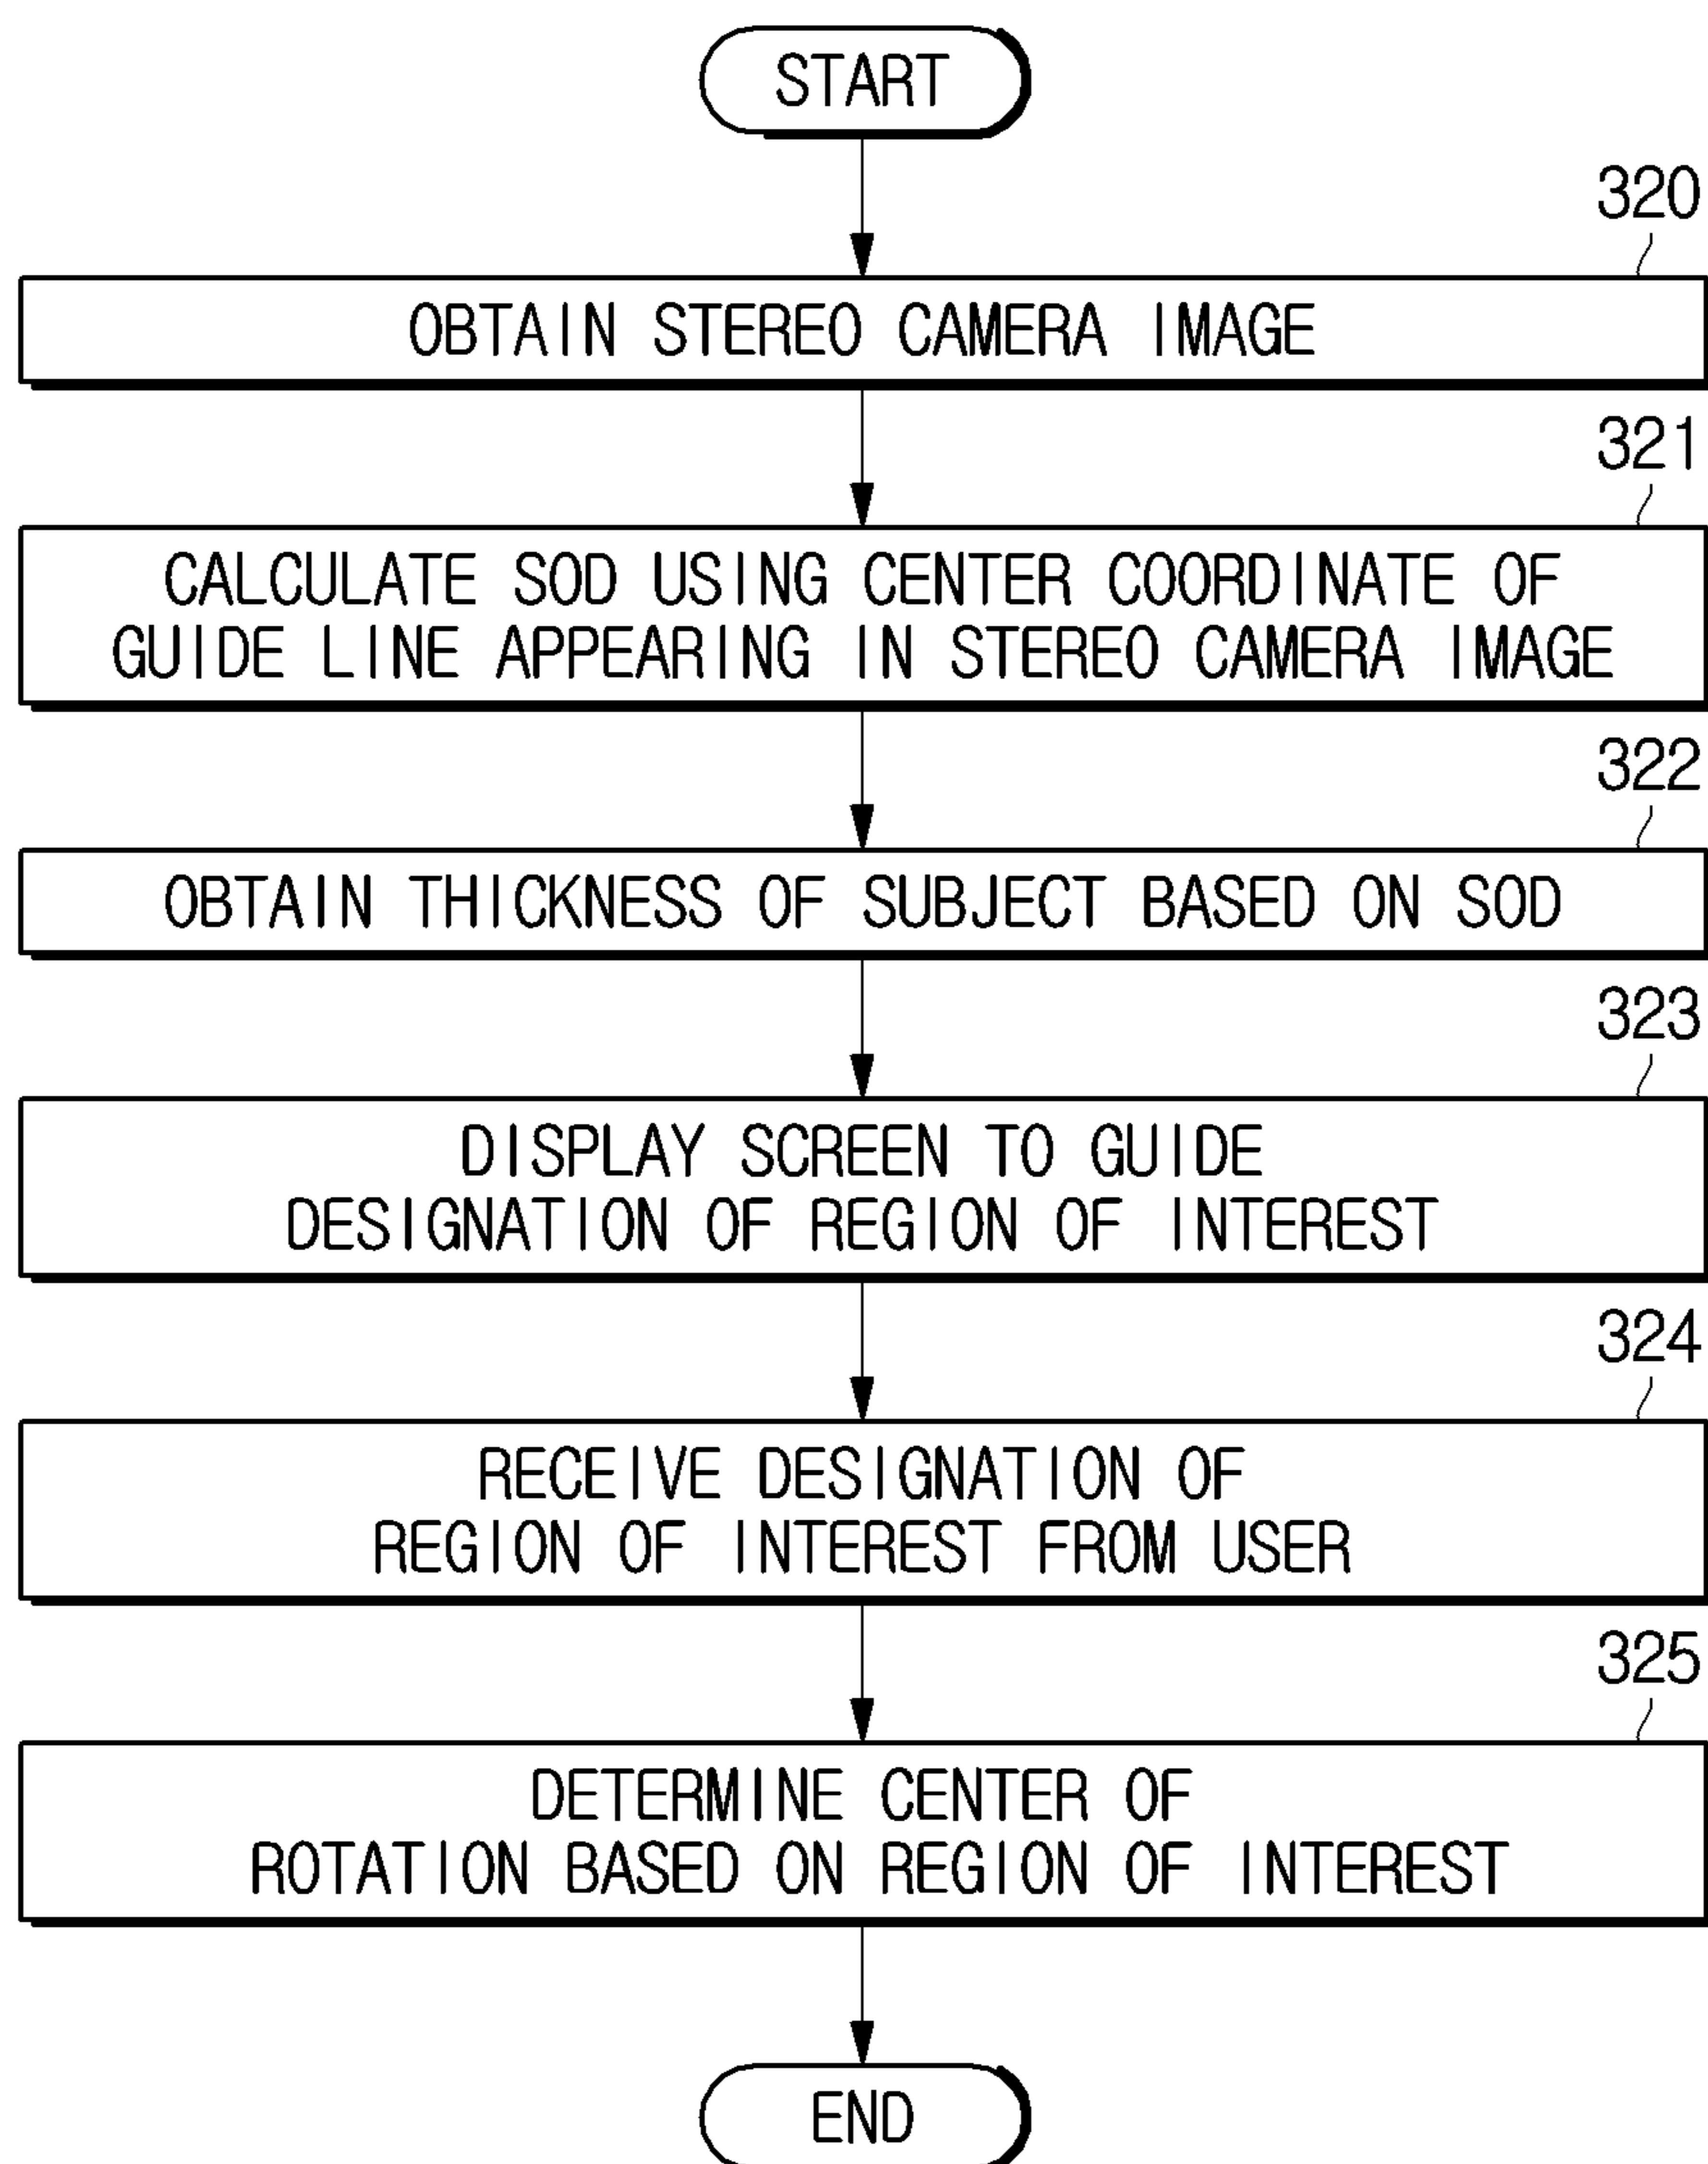 START
320
OBTAIN STEREO CAMERA IMAGE
321
CALCULATE SOD USING CENTER COORDINATE OF
GUIDE LINE APPEARING IN STEREO CAMERA IMAGE
322
OBTAIN THICKNESS OF SUBJECT BASED ON SOD
323
DISPLAY SCREEN TO GUIDE
DESIGNATION OF REGION OF INTEREST
324
RECEIVE DESIGNATION OF
REGION OF INTEREST FROM USER
325
DETERMINE CENTER OF
ROTATION BASED ON REGION OF INTEREST
END